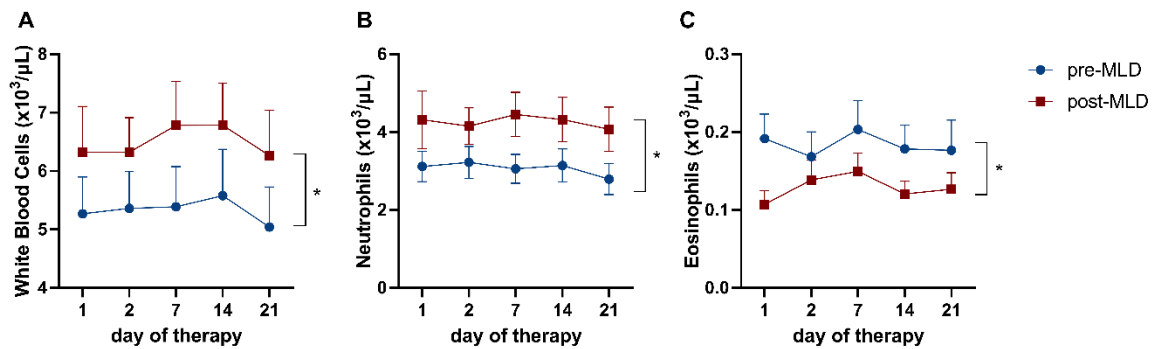 A
White Blood Cells (x10³/µL)
8
7
6
5
4
1 2 7 14 21
day of therapy
*
B
Neutrophils (x10³/µL)
6
4
2
0
1 2 7 14 21
day of therapy
*
C
Eosinophils (x10³/µL)
0.3
0.2
0.1
0.0
1 2 7 14 21
day of therapy
*
pre-MLD
post-MLD